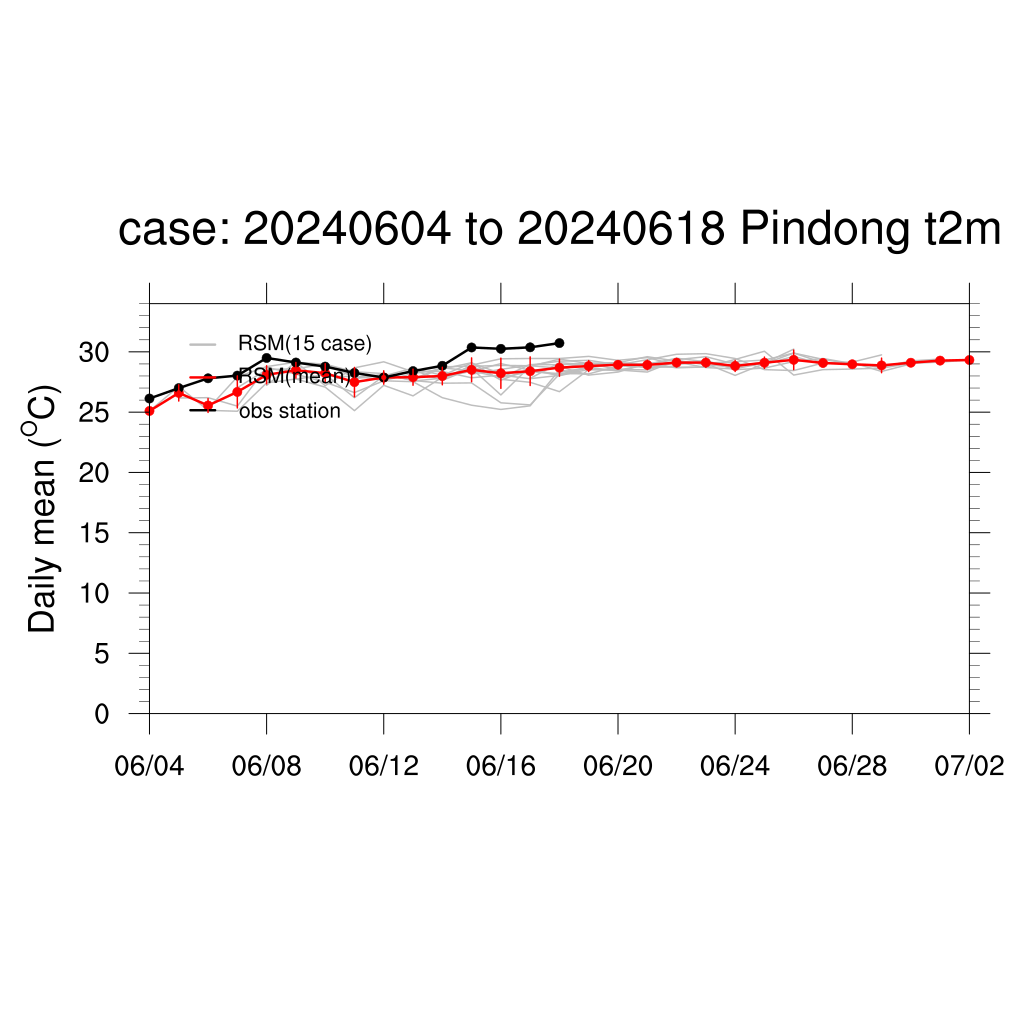 case: 20240604 to 20240618 Pindong t2m
Daily mean (°C)
30
25
20
15
10
5
0
RSM(15 case)
RSM(mean)
obs station
06/04 06/08 06/12 06/16 06/20 06/24 06/28 07/02